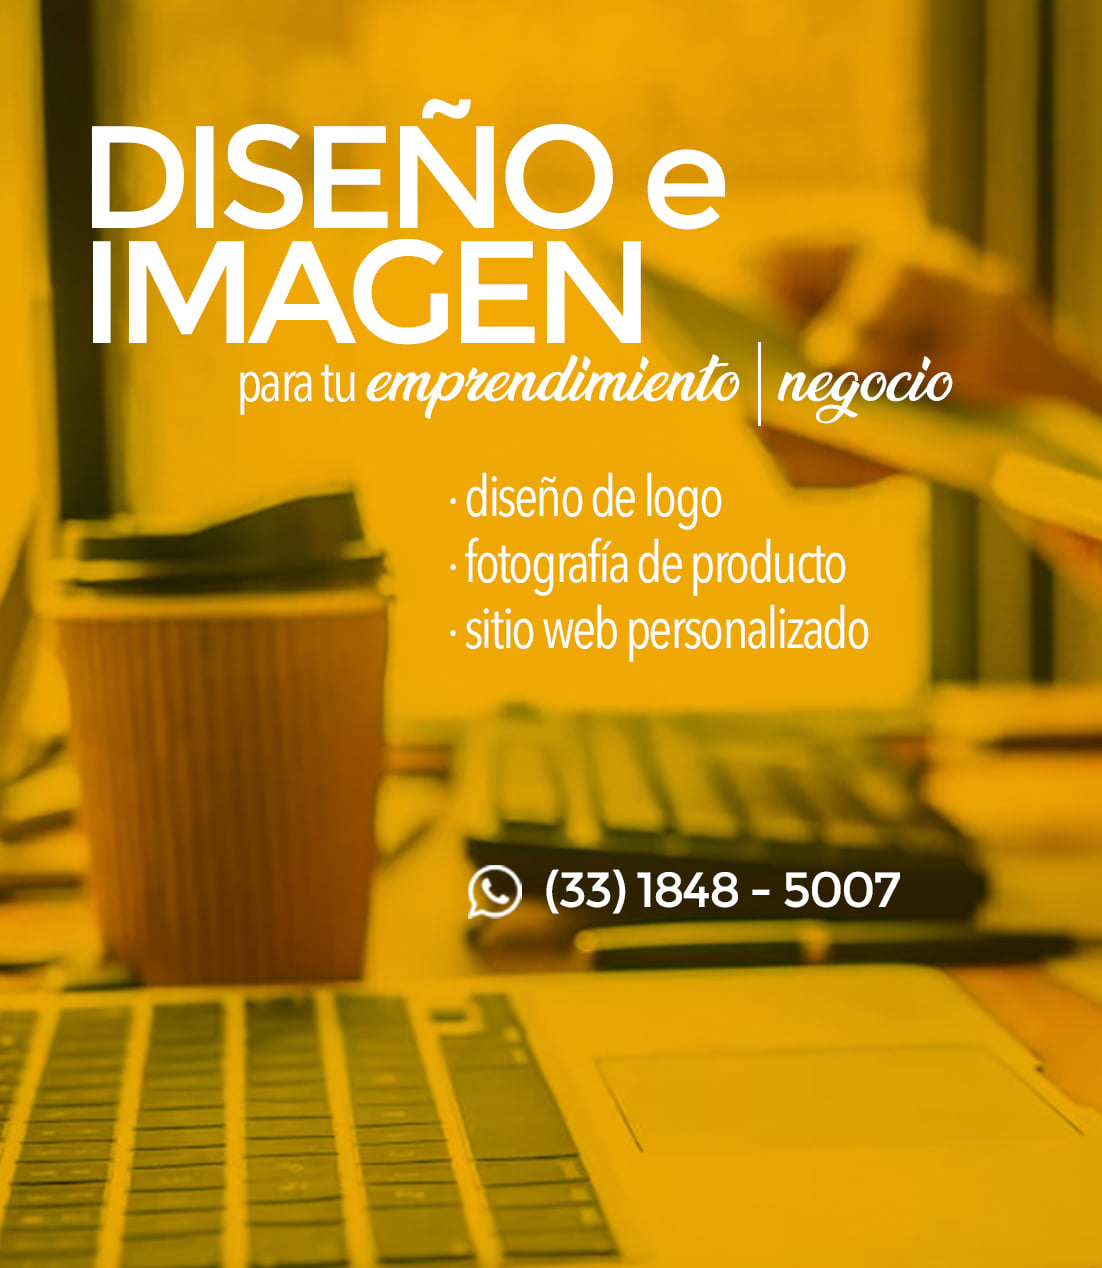 DISEÑO e
IMAGEN
para tu emprendimiento | negocio
· diseño de logo
· fotografía de producto
· sitio web personalizado
(33) 1848 - 5007